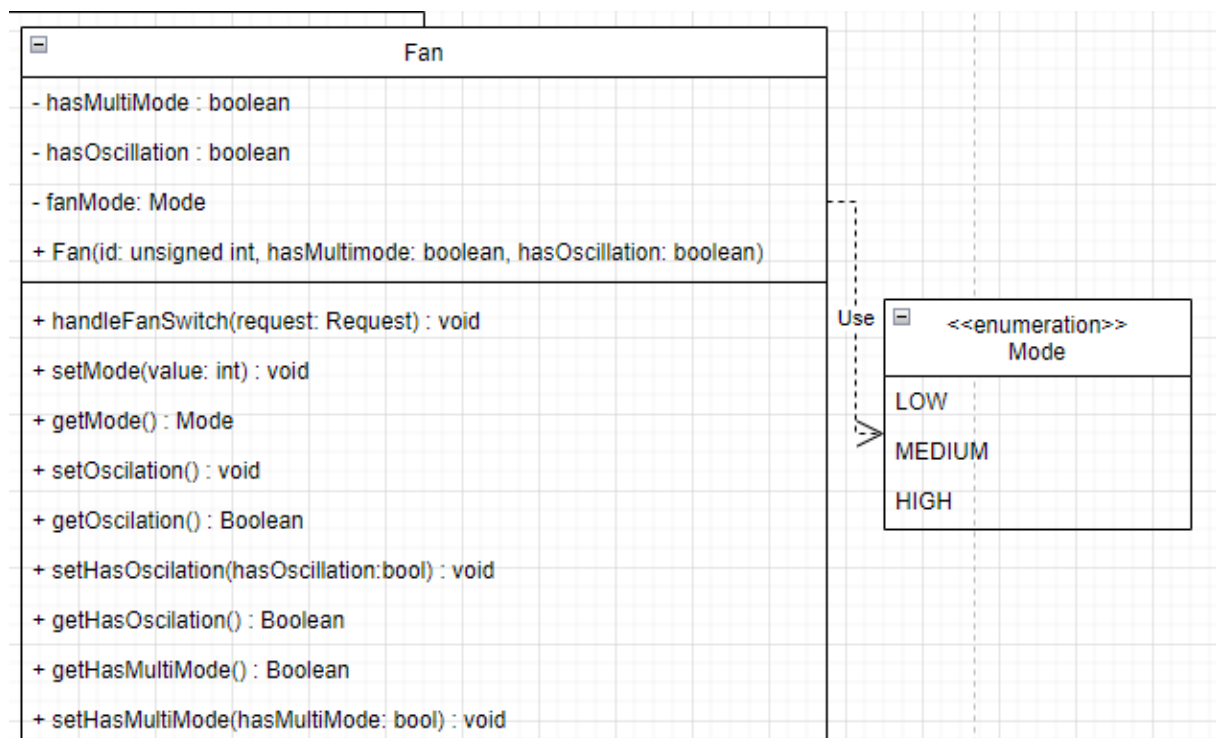 Fan
- hasMultiMode : boolean
- hasOscillation : boolean
- fanMode: Mode
+ Fan(id: unsigned int, hasMultimode: boolean, hasOscillation: boolean)
+ handleFanSwitch(request: Request) : void
+ setMode(value: int) : void
+ getMode() : Mode
+ setOscilation() : void
+ getOscilation() : Boolean
+ setHasOscilation(hasOscillation:bool) : void
+ getHasOscilation() : Boolean
+ getHasMultiMode() : Boolean
+ setHasMultiMode(hasMultiMode: bool) : void
Use
<<enumeration>>
Mode
LOW
MEDIUM
HIGH